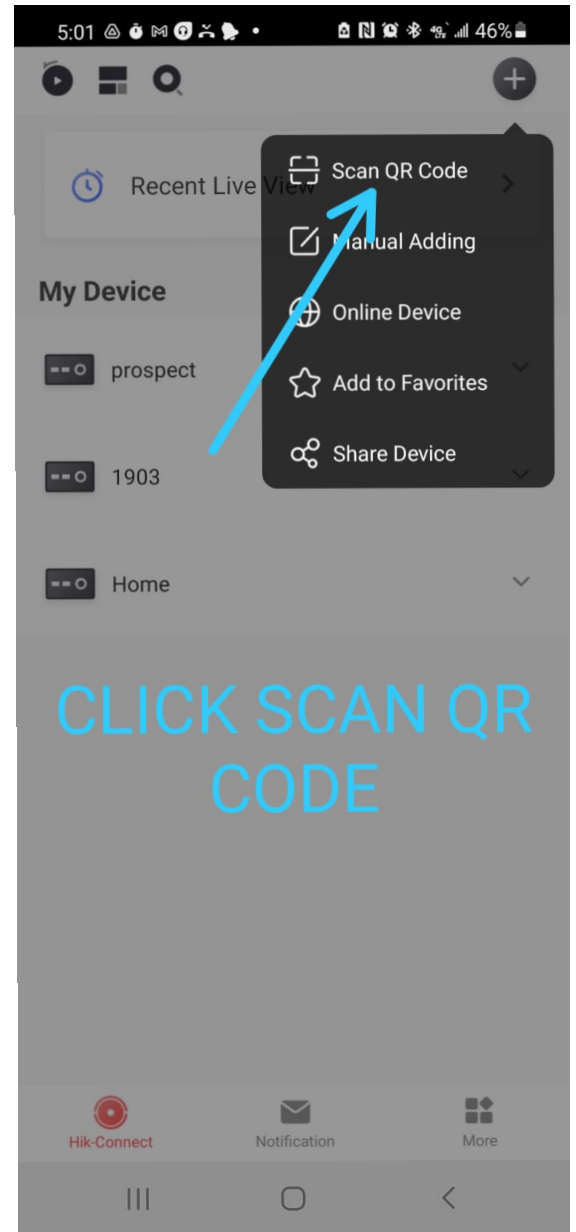 5:01
46%
Recent Live View
Scan QR Code
Manual Adding
Online Device
Add to Favorites
Share Device
My Device
prospect
1903
Home
CLICK SCAN QR
CODE
Hik-Connect
Notification
More